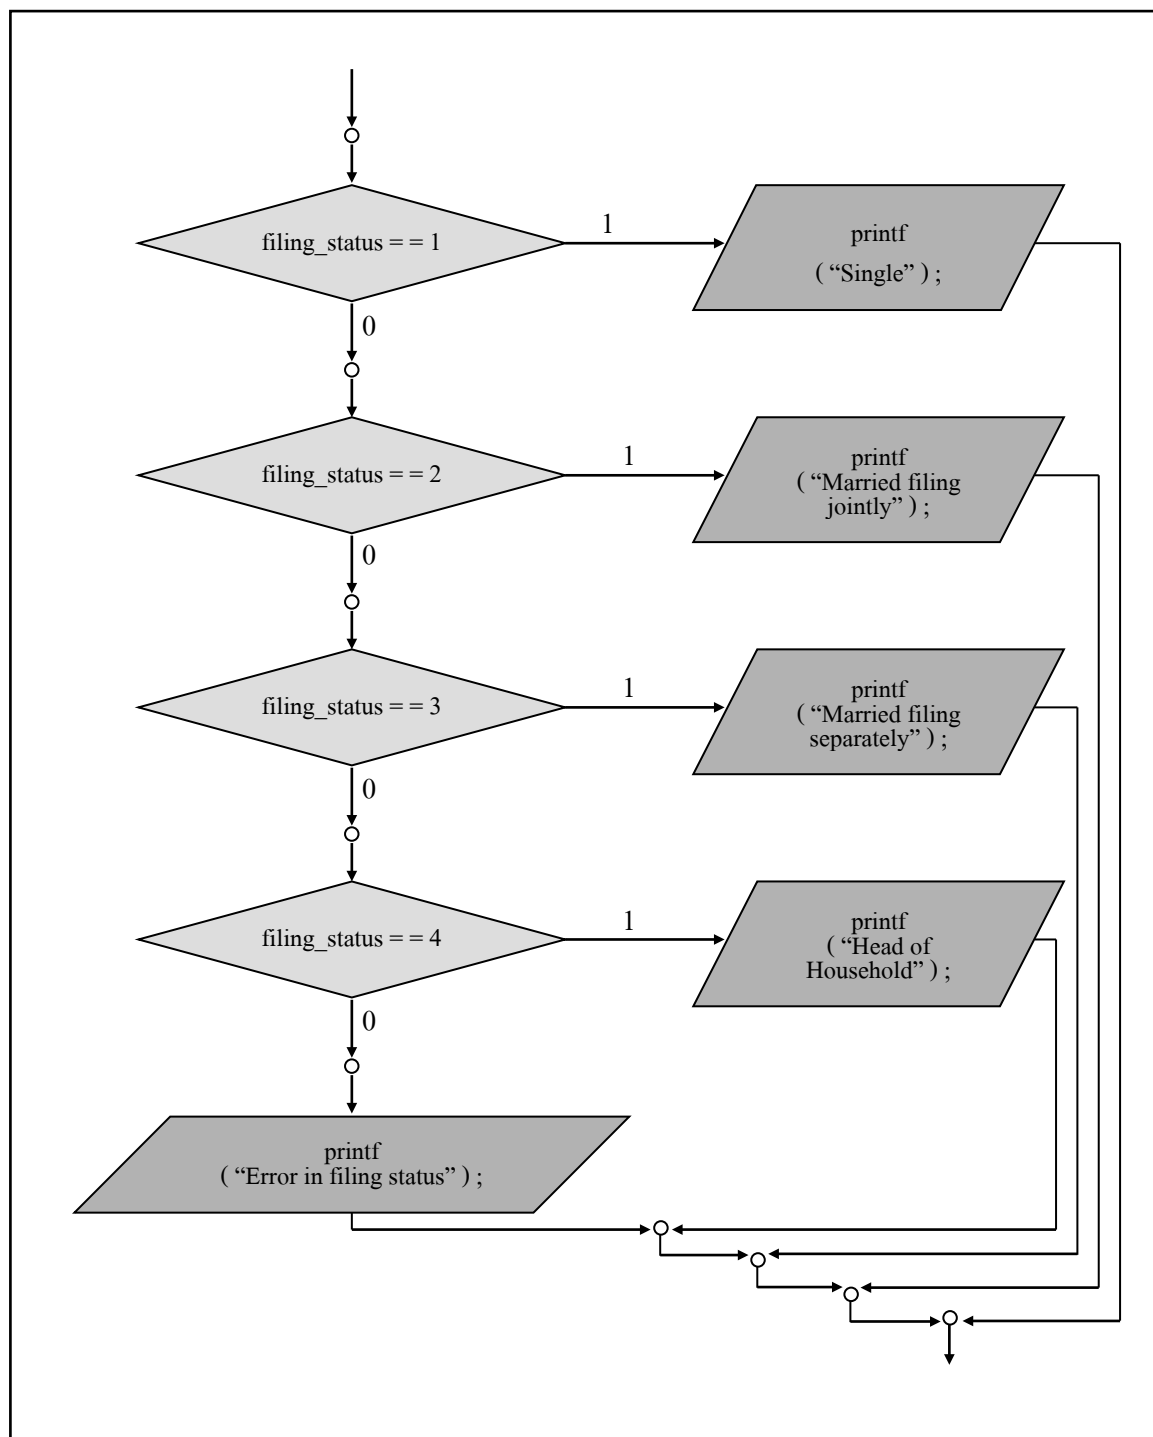 filing_status = = 1
1
printf
( “Single” ) ;
0
filing_status = = 2
1
printf
( “Married filing
jointly” ) ;
0
filing_status = = 3
1
printf
( “Married filing
separately” ) ;
0
filing_status = = 4
1
printf
( “Head of
Household” ) ;
0
printf
( “Error in filing status” ) ;